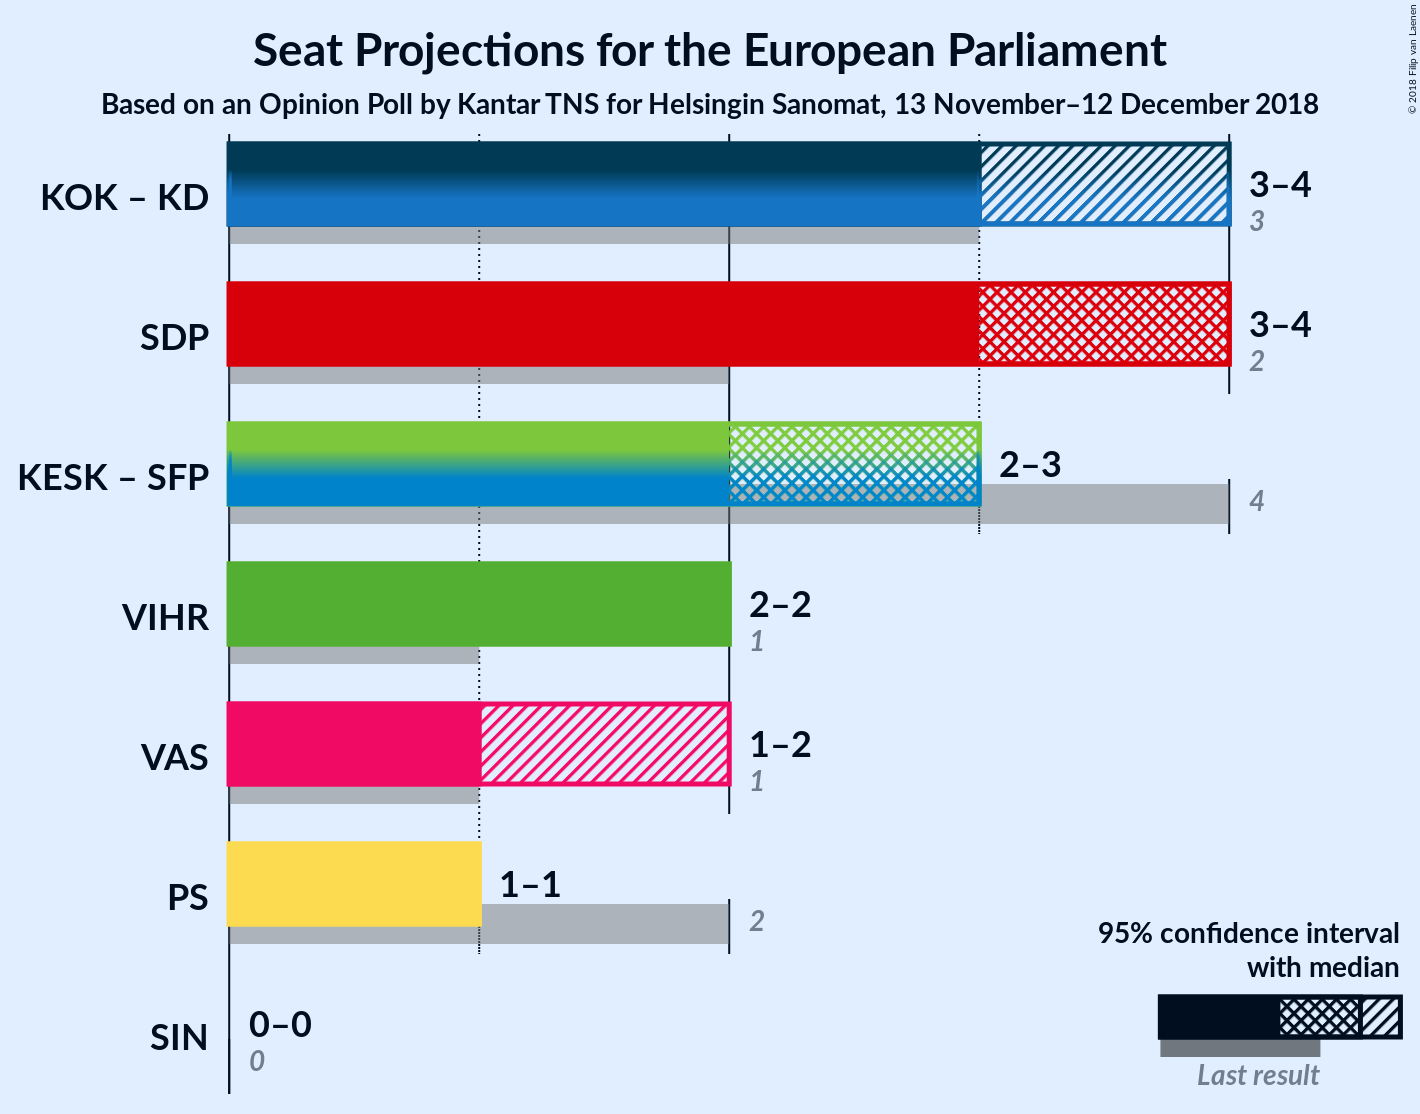 Seat Projections for the European Parliament
Based on an Opinion Poll by Kantar TNS for Helsingin Sanomat, 13 November–12 December 2018
© 2018 Filip van Laenen
KOK – KD
3–4
3
SDP
3–4
2
KESK – SFP
2–3
4
VIHR
2–2
1
VAS
1–2
1
PS
1–1
2
SIN
0–0
0
95% confidence interval
with median
Last result